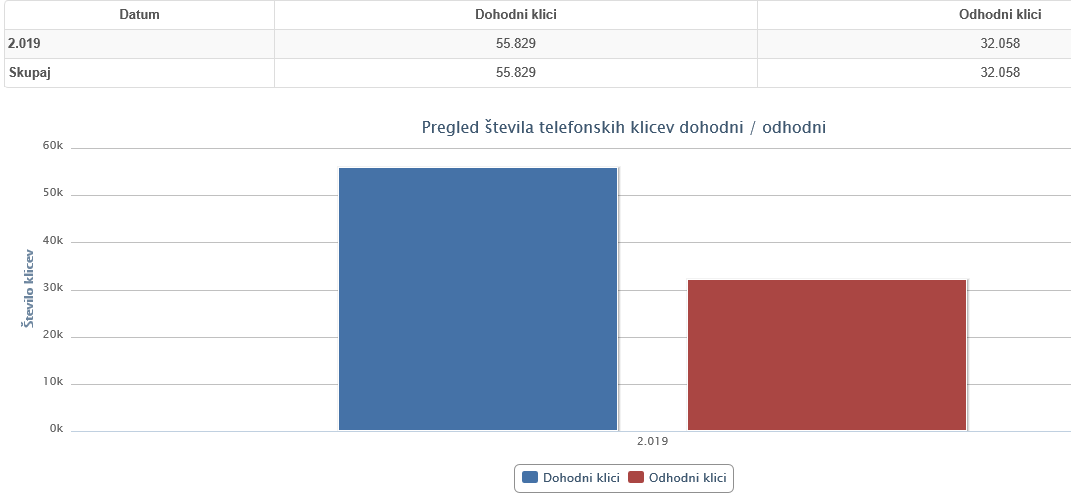 Datum Dohodni klici Odhodni klici
2.019 55.829 32.058
Skupaj 55.829 32.058
Pregled števila telefonskih klicev dohodni / odhodni
60k
50k
40k
30k
20k
10k
0k
Število klicev
2.019
Dohodni klici Odhodni klici